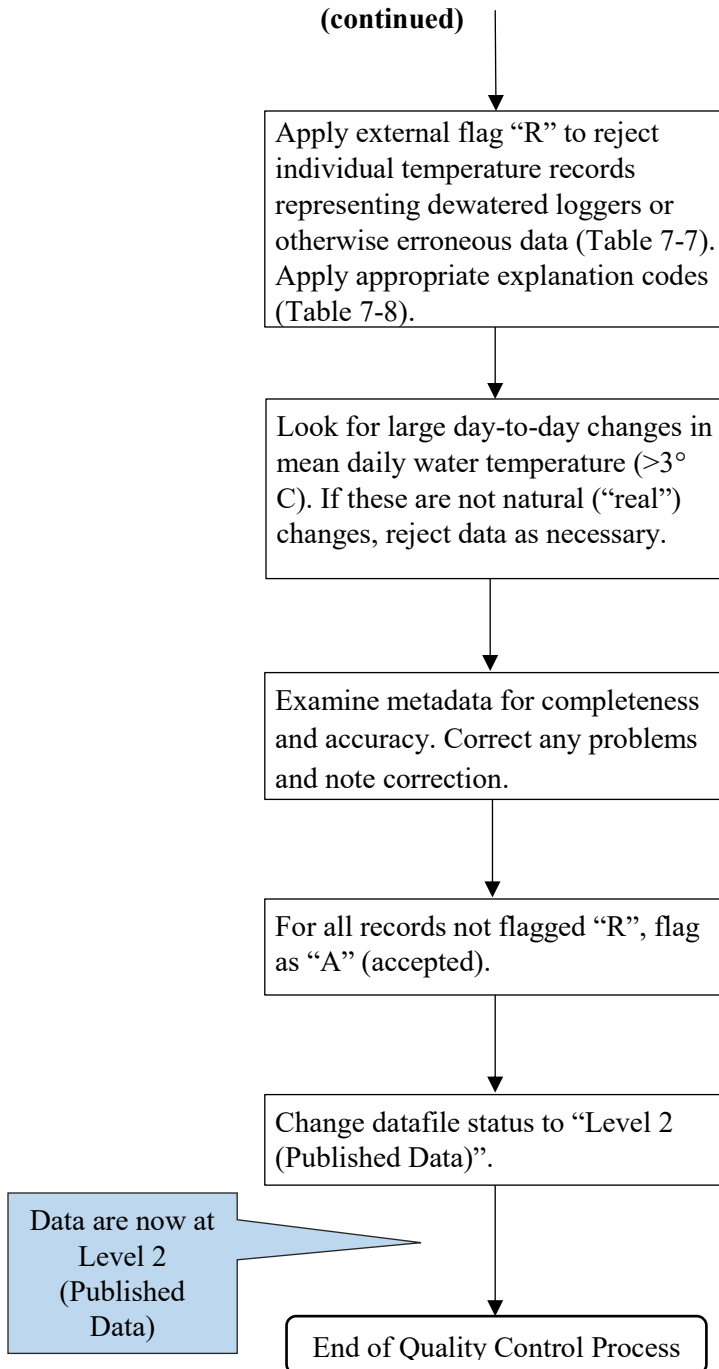 (continued)
Apply external flag “R” to reject
individual temperature records
representing dewatered loggers or
otherwise erroneous data (Table 7-7).
Apply appropriate explanation codes
(Table 7-8).
Look for large day-to-day changes in
mean daily water temperature (>3°
C). If these are not natural (“real”)
changes, reject data as necessary.
Examine metadata for completeness
and accuracy. Correct any problems
and note correction.
For all records not flagged “R”, flag
as “A” (accepted).
Change datafile status to “Level 2
(Published Data)”.
Data are now at
Level 2
(Published
Data)
End of Quality Control Process